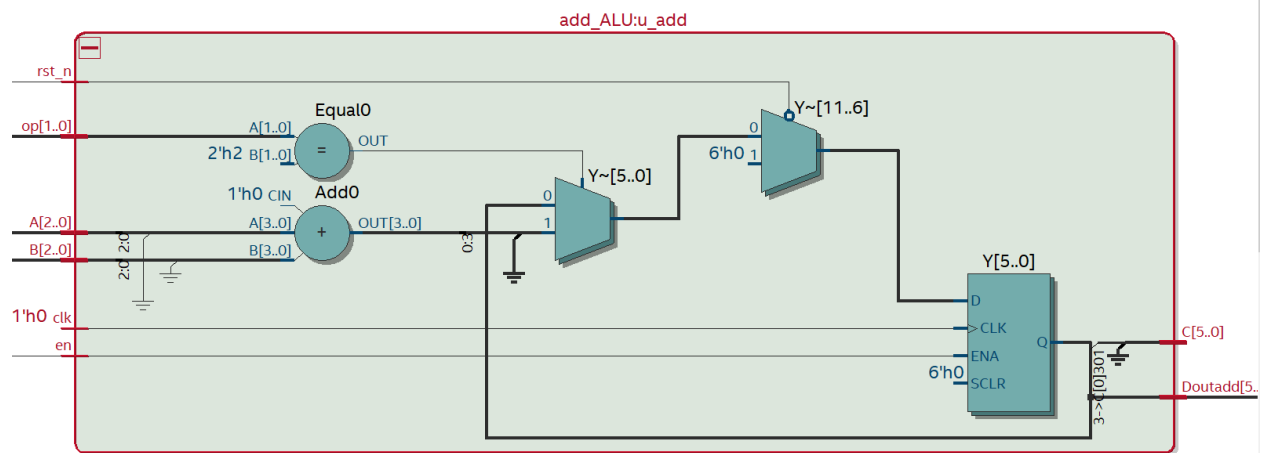 add_ALU:u_add
rst_n
Y~[11..6]
Equal0
op[1..0]
A[1..0]
OUT
0
2'h2 B[1..0]
=
6'h0 1
Y~[5..0]
1'h0 CIN
Add0
0
A[2..0]
2:0
A[3..0]
+
OUT[3..0]
0:3
1
B[2..0]
2:0
B[3..0]
Y[5..0]
D
1'h0 clk
CLK
C[5..0]
en
ENA
Q
6'h0
SCLR
3->C[0]301
Doutadd[5..